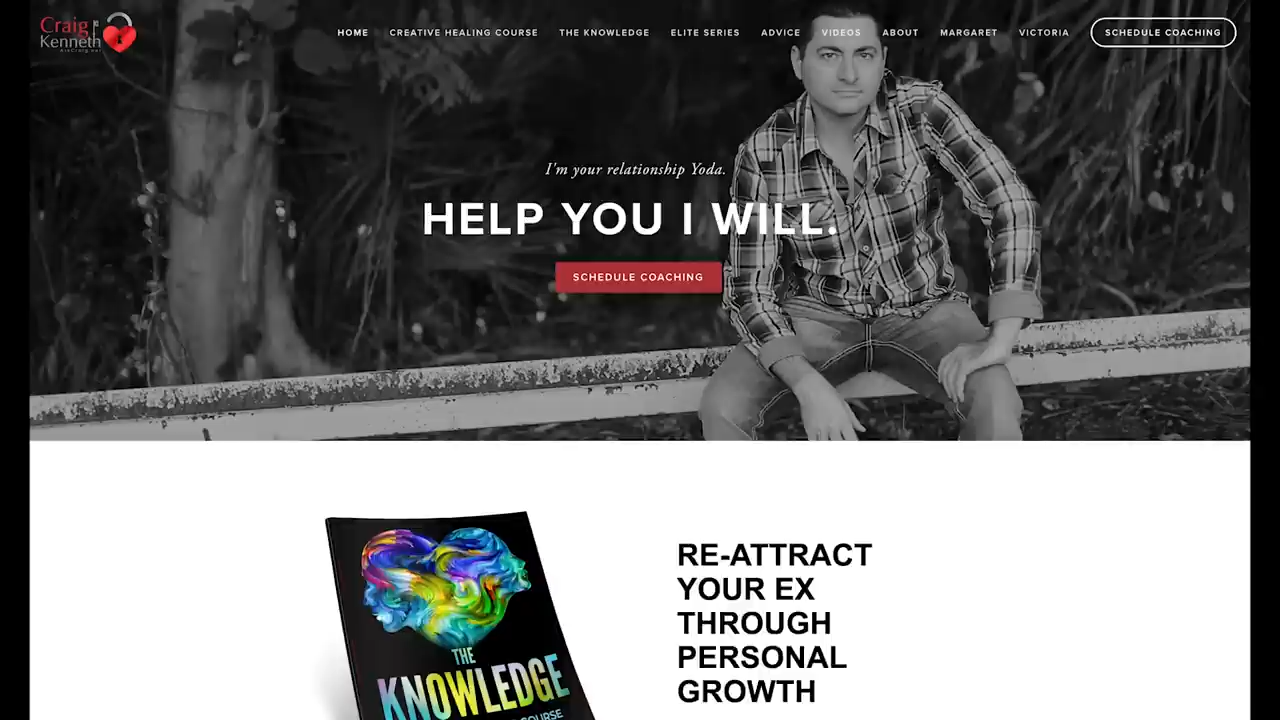 Craig
Kenneth
HOME CREATIVE HEALING COURSE THE KNOWLEDGE ELITE SERIES ADVICE VIDEOS ABOUT MARGARET VICTORIA SCHEDULE COACHING
I'm your relationship Yoda.
HELP YOU I WILL.
SCHEDULE COACHING
THE
KNOWLEDGE
COURSE
RE-ATTRACT
YOUR EX
THROUGH
PERSONAL
GROWTH